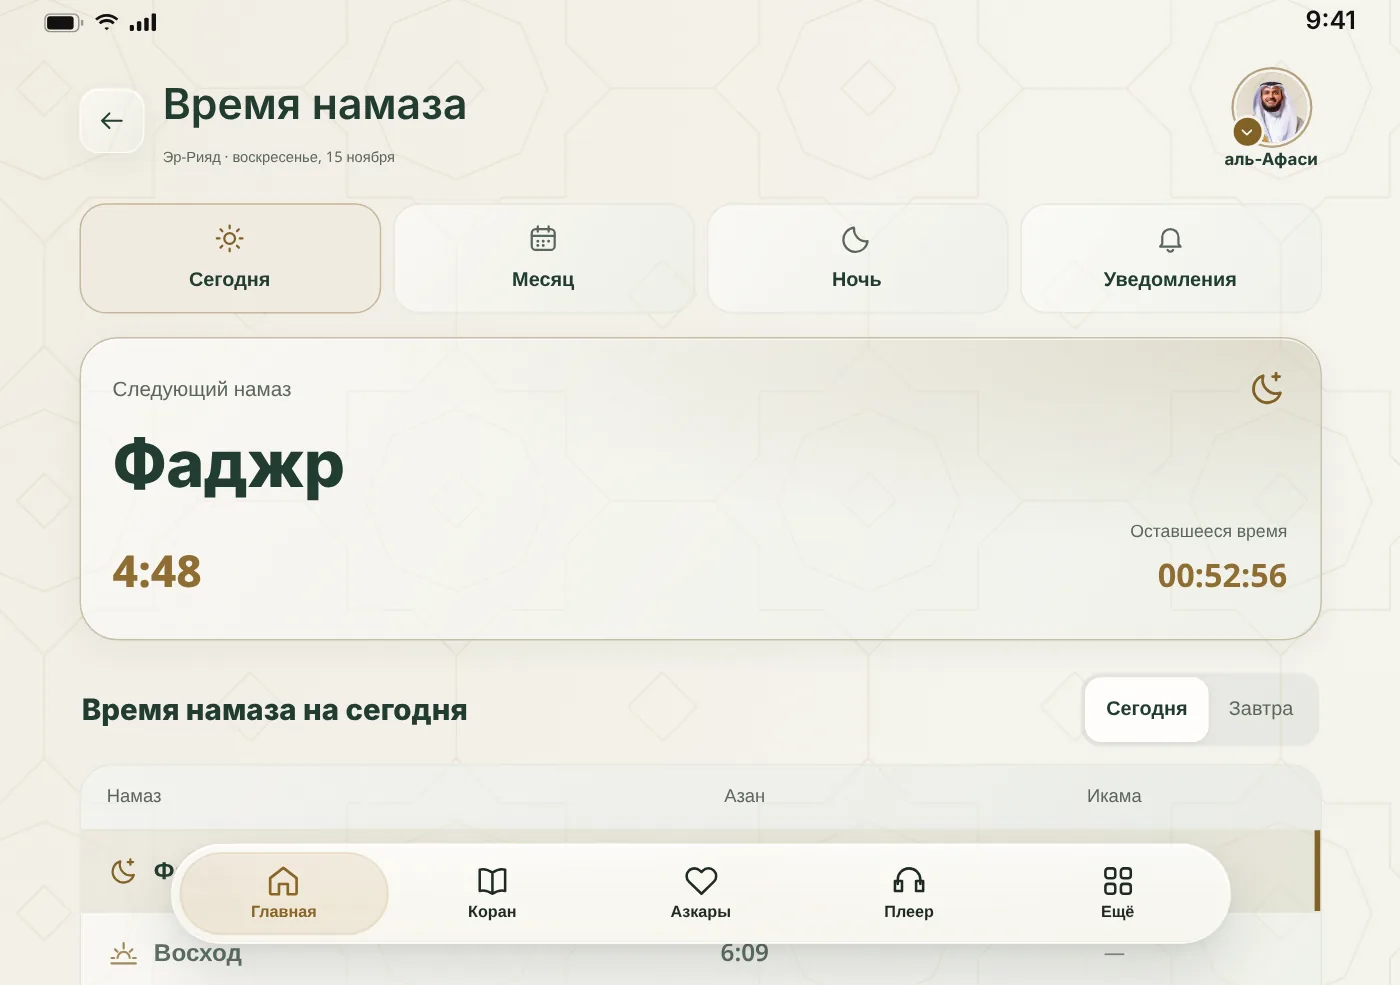 9:41
Время намаза
Эр-Рияд · воскресенье, 15 ноября
аль-Афаси
Сегодня
Месяц
Ночь
Уведомления
Следующий намаз
Фаджр
4:48
Оставшееся время
00:52:56
Время намаза на сегодня
Сегодня
Завтра
Намаз
Азан
Икама
Главная
Коран
Азкары
Плеер
Ещё
Восход
6:09
—